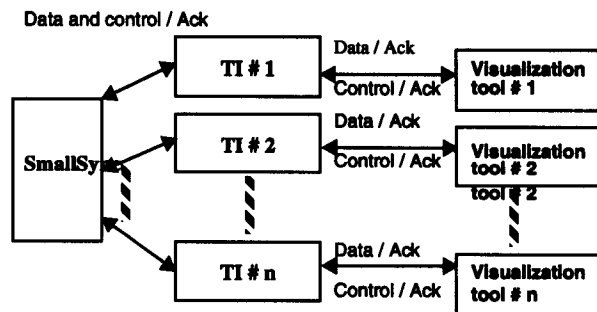 Data and control / Ack
TI # 1
Data / Ack
Control / Ack
Visualization
tool # 1
SmallSy
TI # 2
Data / Ack
Control / Ack
Visualization
tool # 2
tool # 2
TI # n
Data / Ack
Control / Ack
Visualization
tool # n